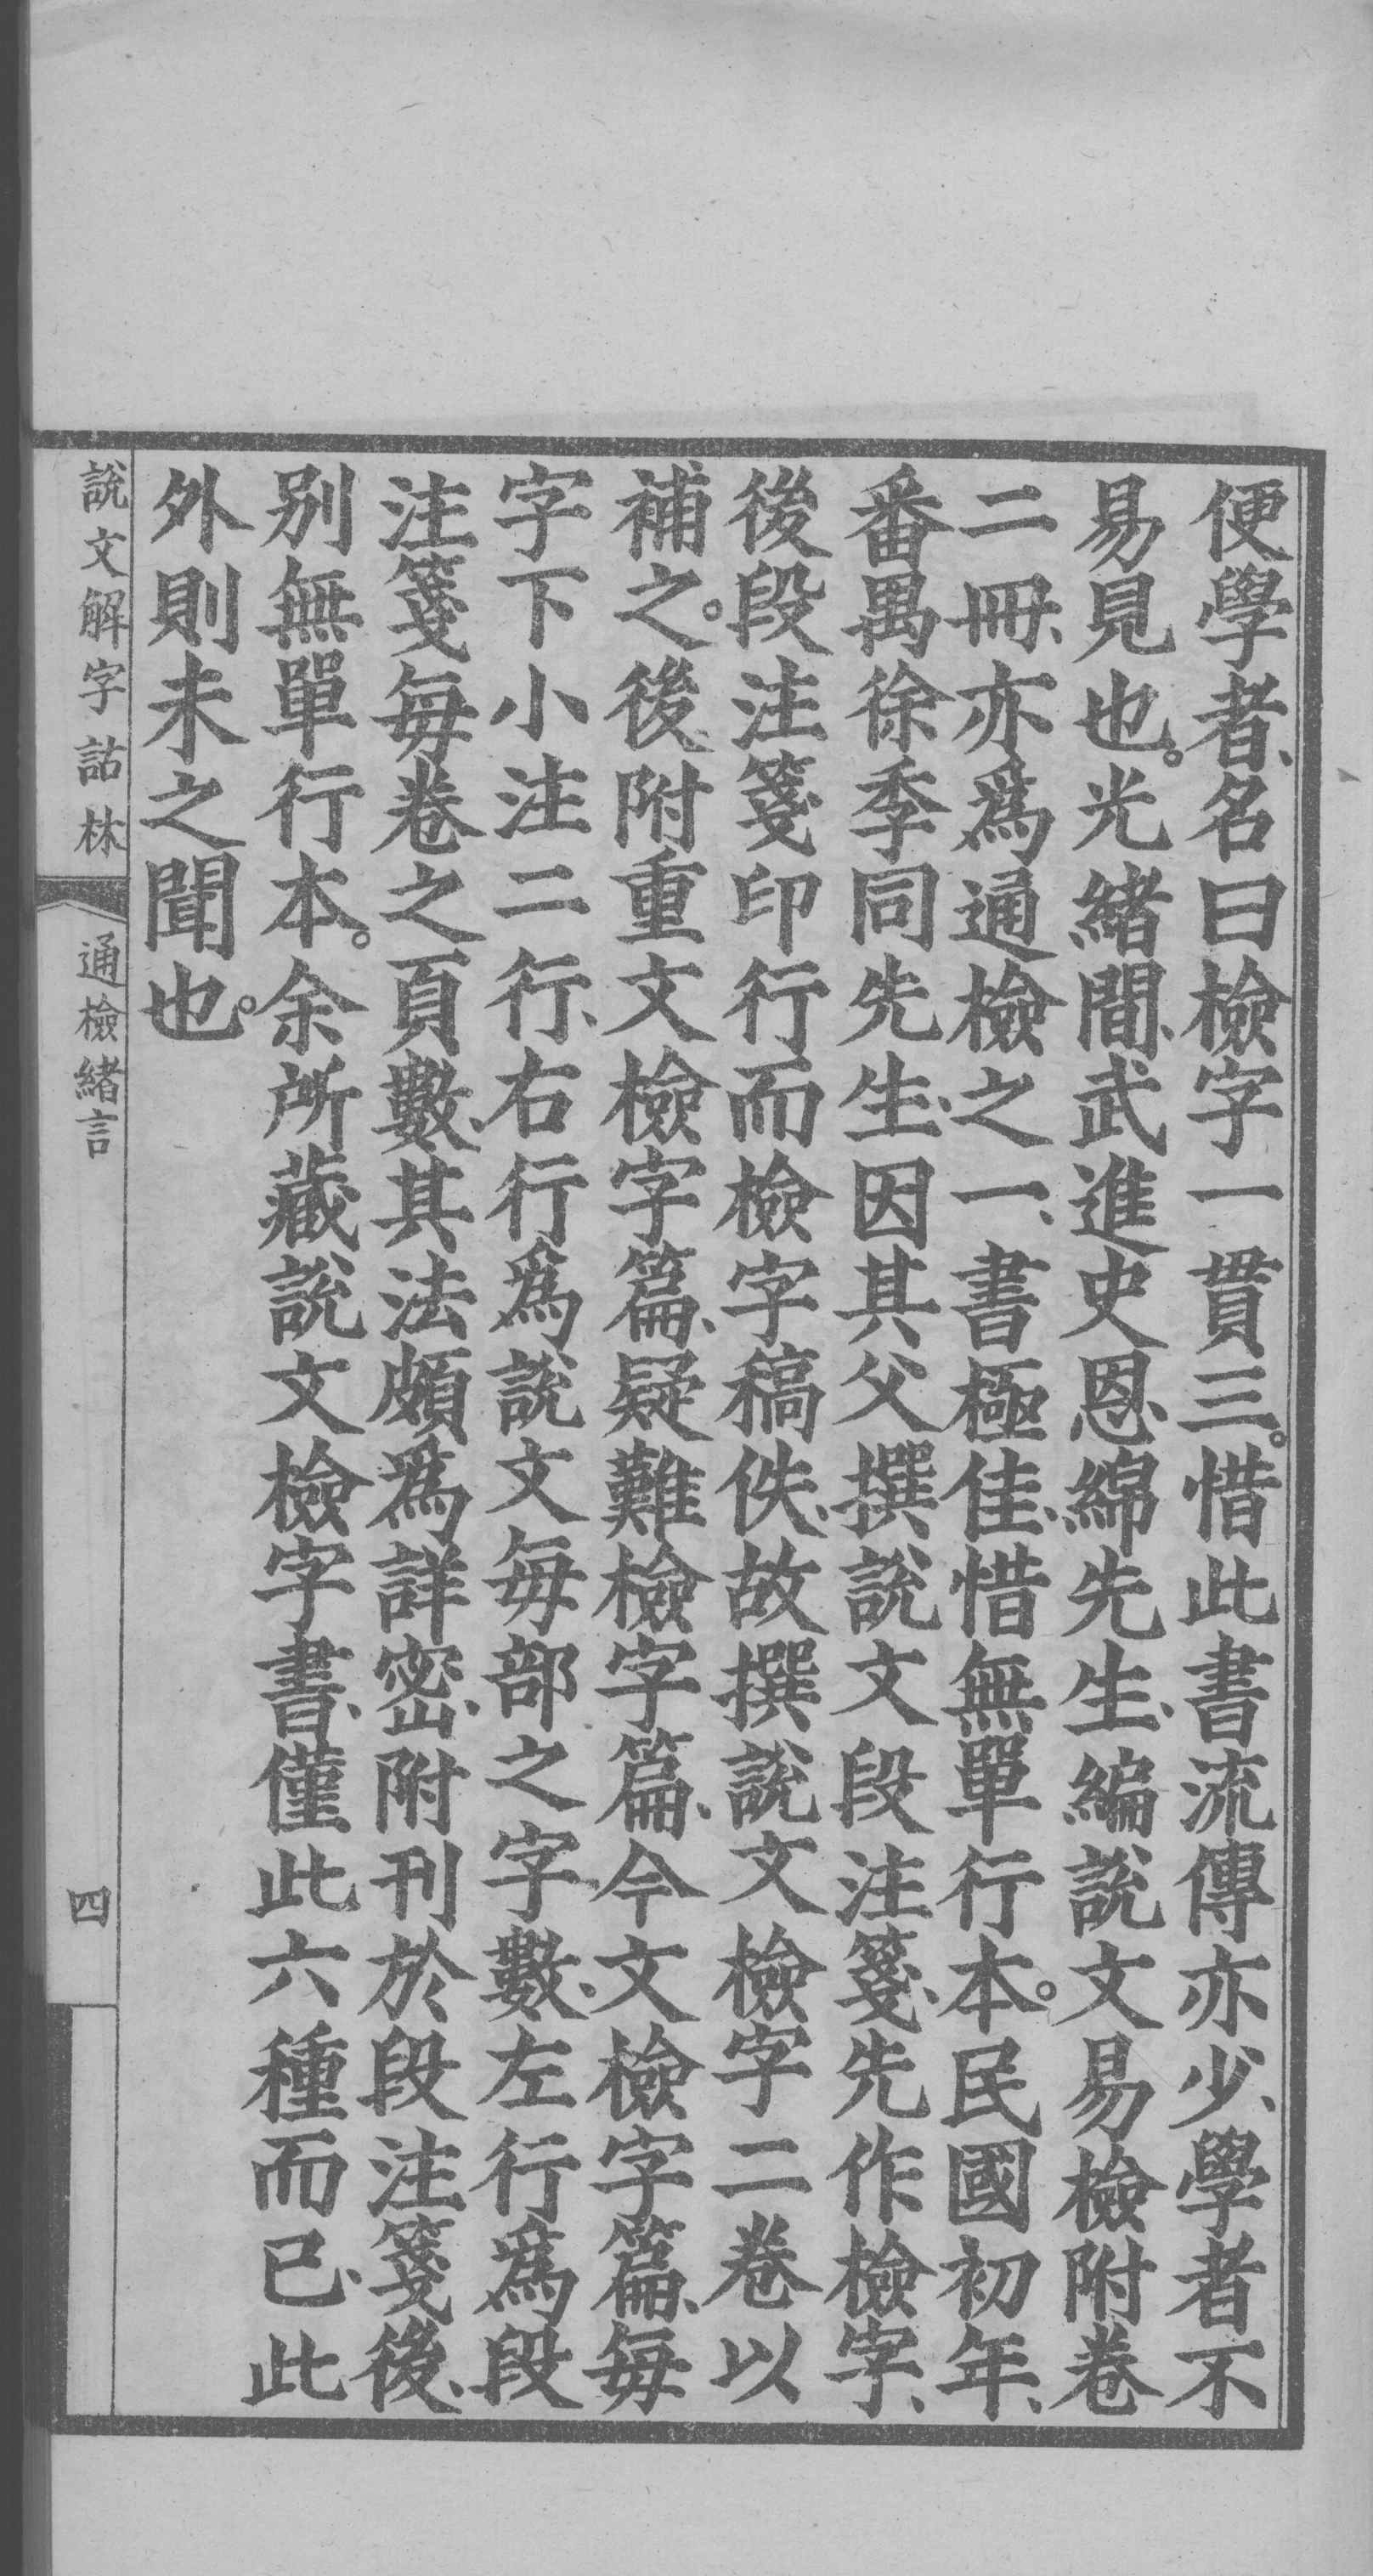 便學者、名曰檢字一貫三。惜此書流傳亦少、學者不
易見也。光緒間、武進史恩綿先生、編說文易檢附卷
二冊、亦爲通檢之一、書極佳、惜無單行本。民國初年、
番禺徐季同先生、因其父撰說文段注箋、先作檢字、
後段注箋印行而檢字稿佚、故撰說文檢字二卷以
補之。後、附重文檢字篇、疑難檢字篇、今文檢字篇、每
字下小注二行、右行爲說文每部之字數、左行爲段
注箋每卷之頁數、其法頗爲詳密、附刊於段注箋後、
别無單行本。余所藏說文檢字書、僅此六種而已、此
外則未之聞也。
說文解字詁林
通檢緒言
四